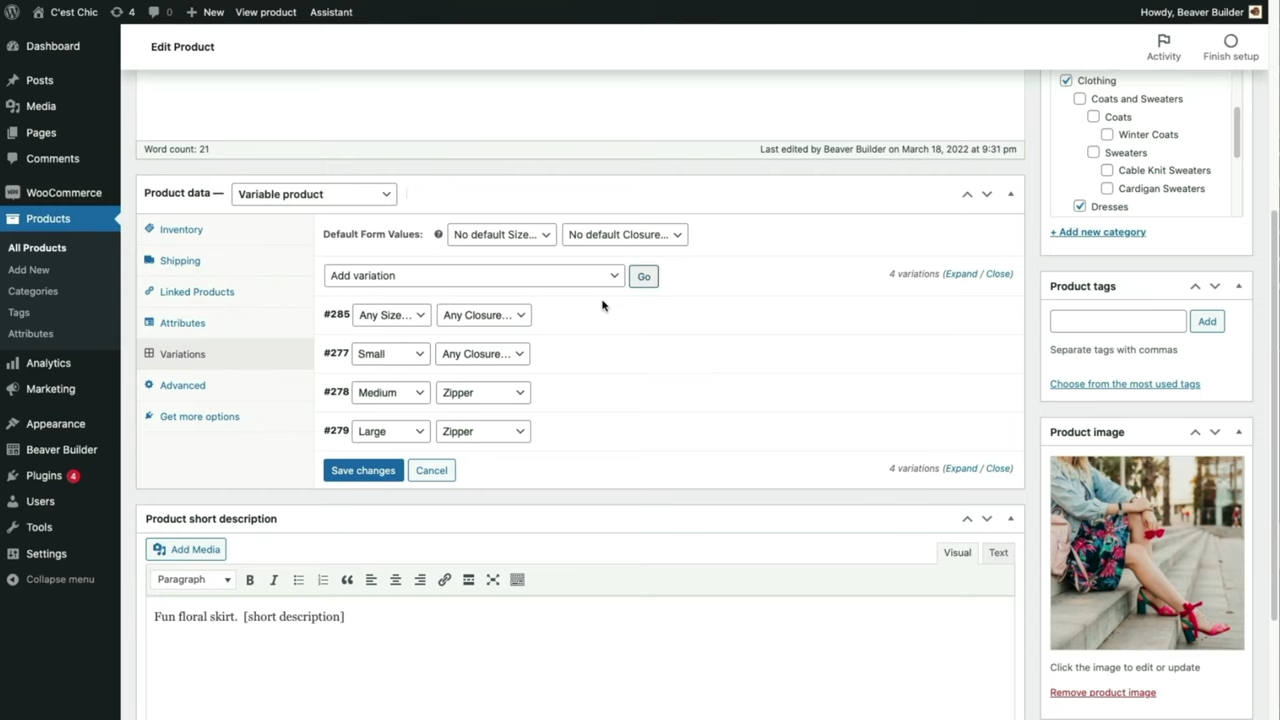 C'est Chic 4 0 New View product Assistant Howdy, Beaver Builder
Dashboard
Posts
Media
Pages
Comments
WooCommerce
Products
All Products
Add New
Categories
Tags
Attributes
Analytics
Marketing
Appearance
Beaver Builder
Plugins 4
Users
Tools
Settings
Collapse menu
Edit Product
Activity
Finish setup
Word count: 21 Last edited by Beaver Builder on March 18, 2022 at 9:31 pm
Product data — Variable product
Inventory
Shipping
Linked Products
Attributes
Variations
Advanced
Get more options
Default Form Values: No default Size... No default Closure...
Add variation Go 4 variations (Expand / Close)
#285 Any Size... Any Closure...
#277 Small Any Closure...
#278 Medium Zipper
#279 Large Zipper
Save changes Cancel 4 variations (Expand / Close)
Product short description
Add Media Visual Text
Paragraph B I
Fun floral skirt. [short description]
Clothing
Coats and Sweaters
Coats
Winter Coats
Sweaters
Cable Knit Sweaters
Cardigan Sweaters
Dresses
+ Add new category
Product tags
Add
Separate tags with commas
Choose from the most used tags
Product image
Click the image to edit or update
Remove product image